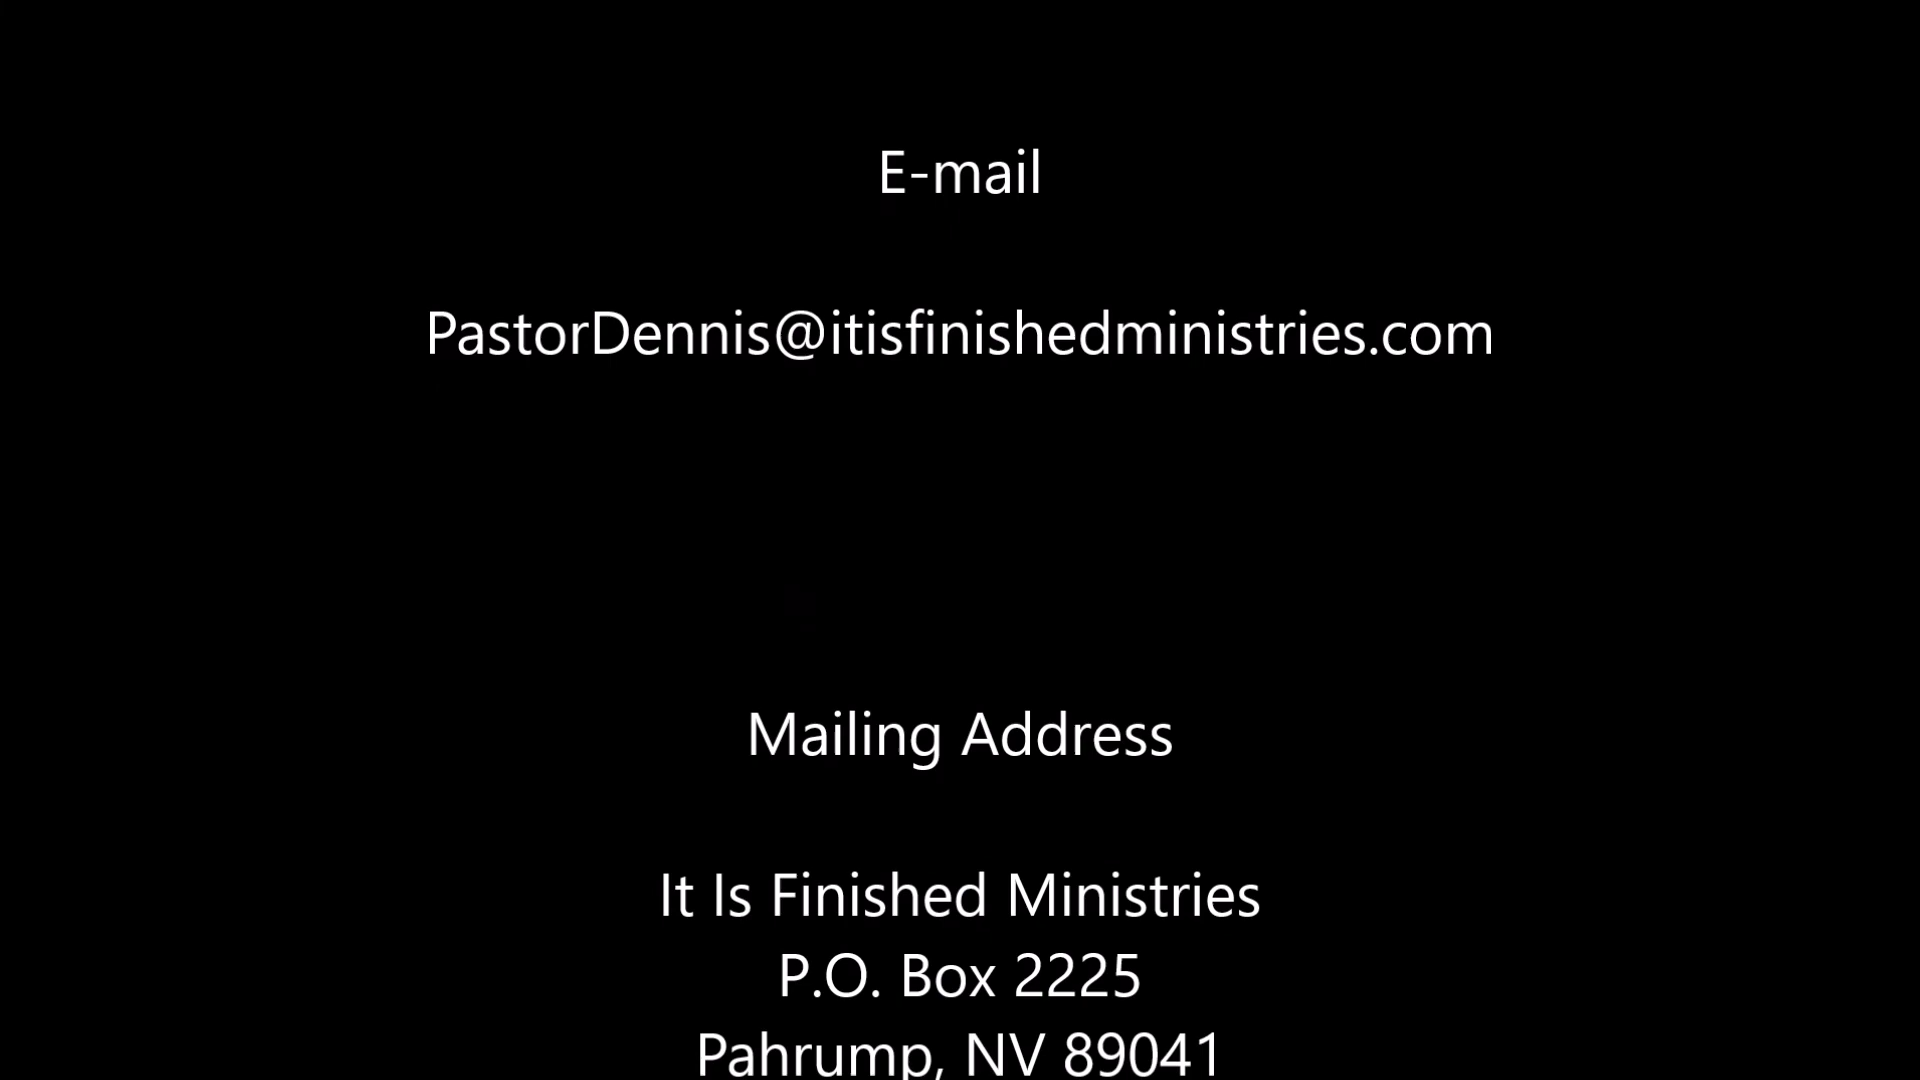 E-mail
PastorDennis@itisfinishedministries.com
Mailing Address
It Is Finished Ministries
P.O. Box 2225
Pahrump, NV 89041